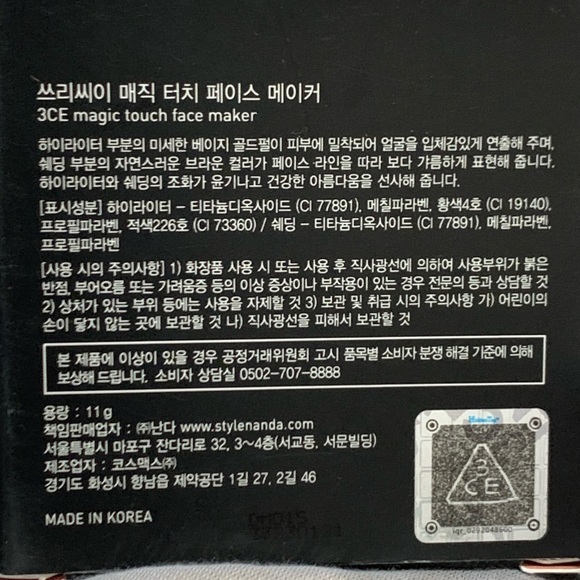 쓰리씨이 매직 터치 페이스 메이커
3CE magic touch face maker
하이라이터 부분의 미세한 베이지 골드펄이 피부에 밀착되어 얼굴을 입체감있게 연출해 주며,
쉐딩 부분의 자연스러운 브라운 컬러가 페이스 라인을 따라 보다 갸름하게 표현해 줍니다.
하이라이터와 쉐딩의 조화가 윤기나고 건강한 아름다움을 선사해 줍니다.
[표시성분] 하이라이터 - 티타늄디옥사이드 (CI 77891), 메칠파라벤, 황색4호 (CI 19140),
프로필파라벤, 적색226호 (CI 73360) / 쉐딩 - 티타늄디옥사이드 (CI 77891), 메칠파라벤,
프로필파라벤
[사용 시의 주의사항] 1) 화장품 사용 시 또는 사용 후 직사광선에 의하여 사용부위가 붉은
반점, 부어오름 또는 가려움증 등의 이상 증상이나 부작용이 있는 경우 전문의 등과 상담할 것
2) 상처가 있는 부위 등에는 사용을 자제할 것 3) 보관 및 취급 시의 주의사항 가) 어린이의
손이 닿지 않는 곳에 보관할 것 나) 직사광선을 피해서 보관할 것
본 제품에 이상이 있을 경우 공정거래위원회 고시 품목별 소비자 분쟁 해결 기준에 의해
보상해 드립니다. 소비자 상담실 0502-707-8888
용량 : 11g
책임판매업자 : ㈜난다 www.stylenanda.com
서울특별시 마포구 잔다리로 32, 3~4층(서교동, 서문빌딩)
제조업자 : 코스맥스㈜
경기도 화성시 향남읍 제약공단 1길 27, 2길 46
MADE IN KOREA
3
CE